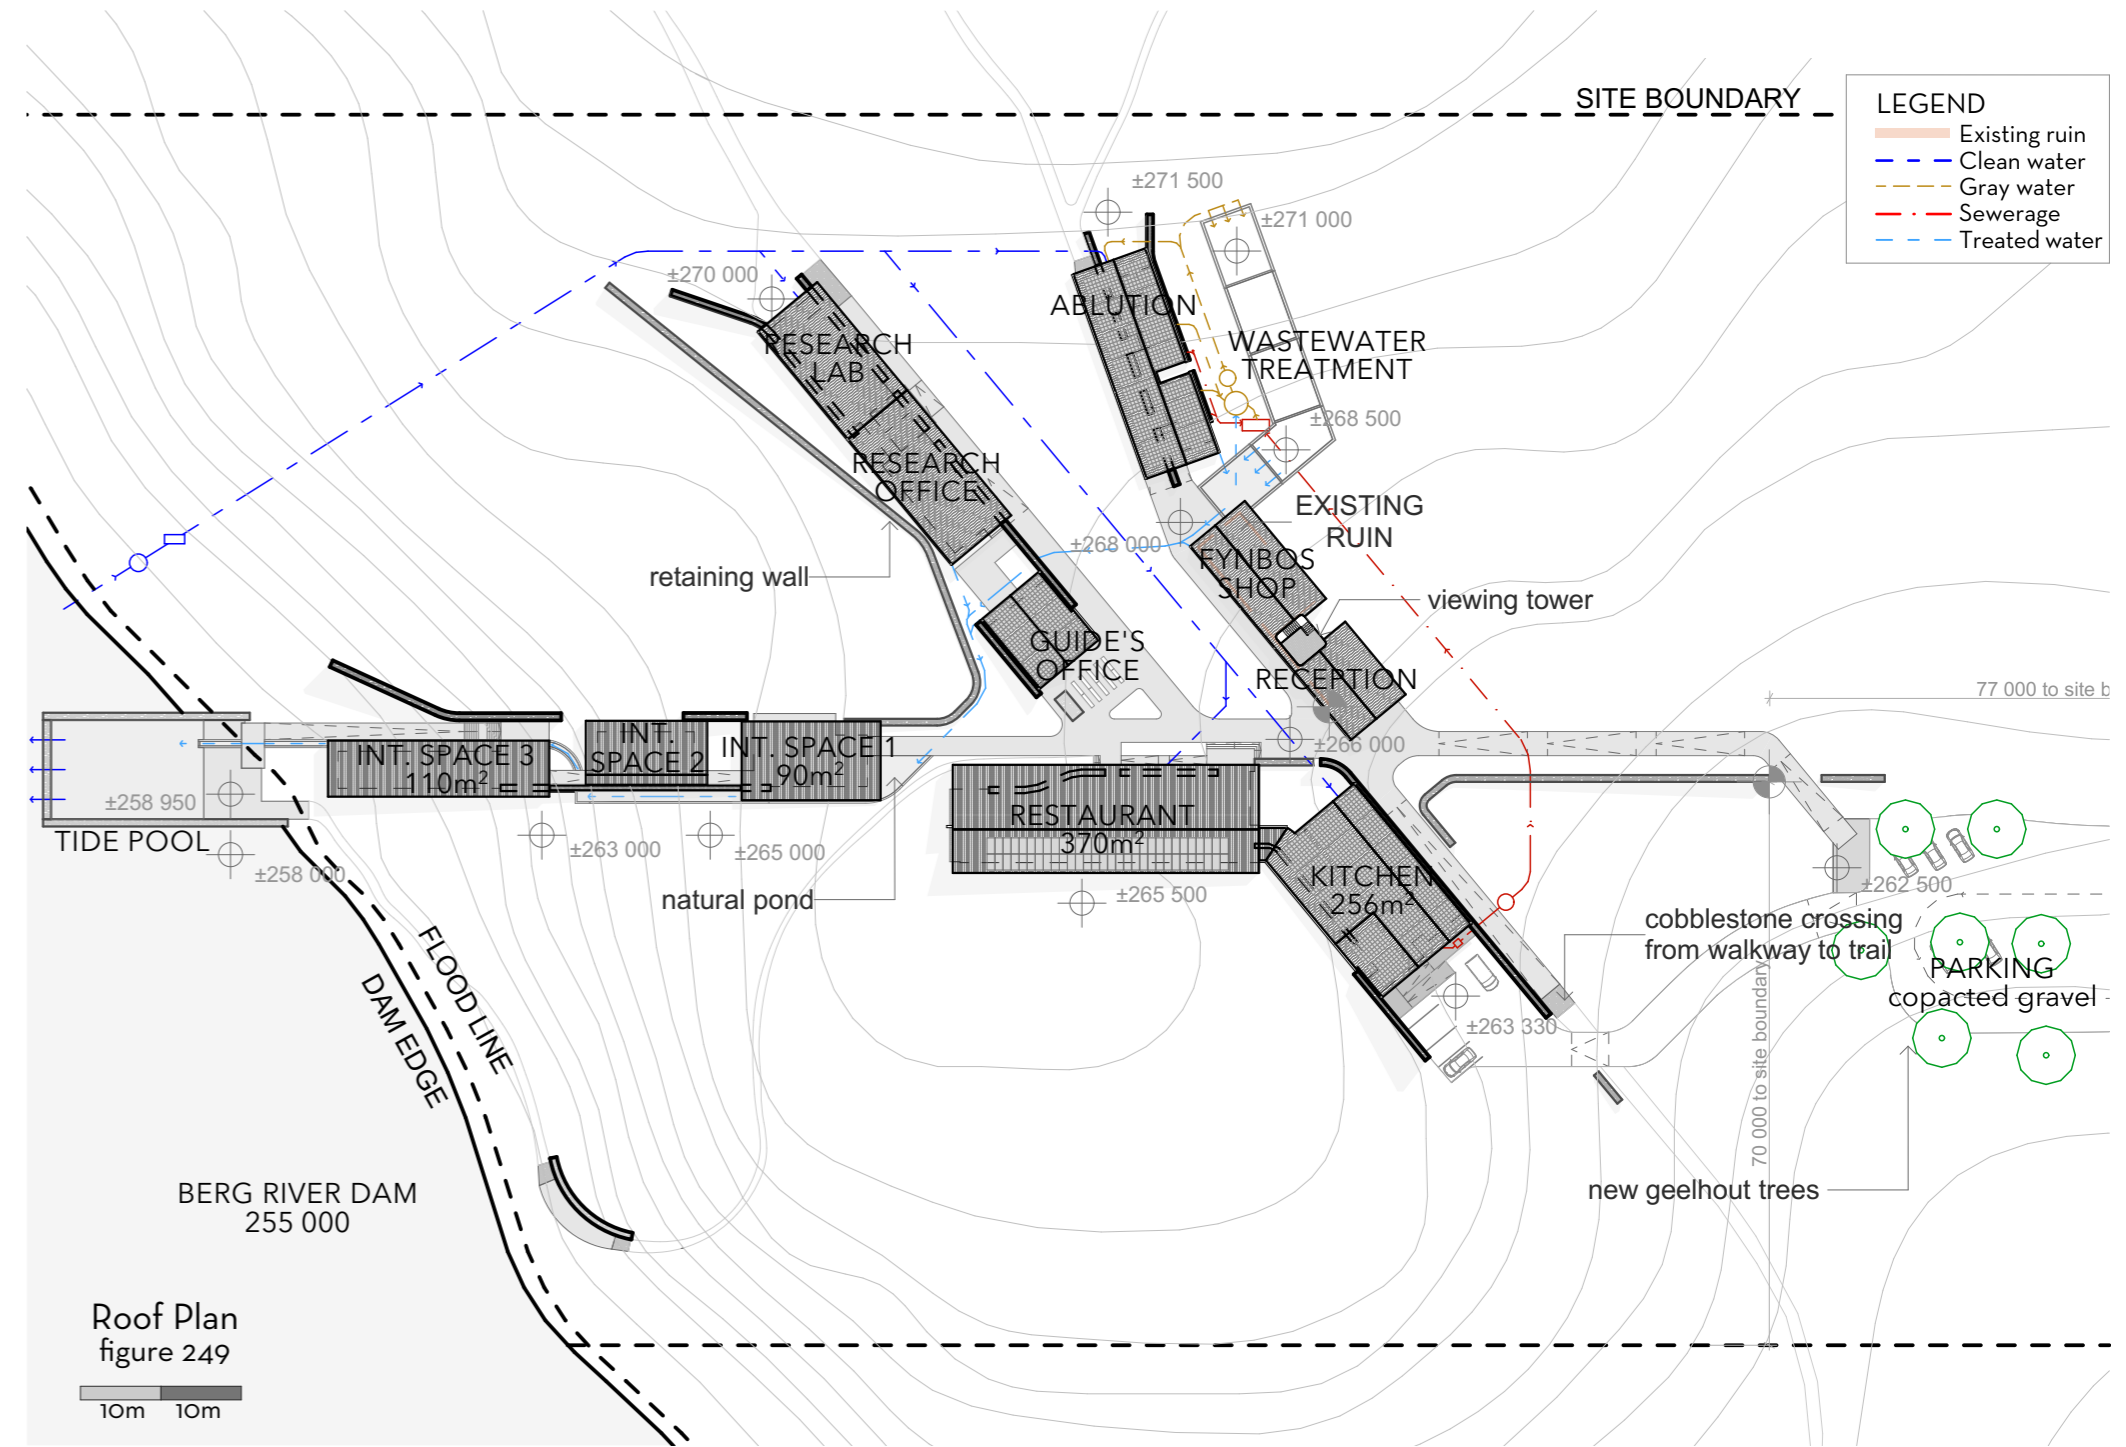 SITE BOUNDARY
LEGEND
Existing ruin
Clean water
Gray water
Sewerage
Treated water
±271 500
±271 000
±270 000
ABLUTION
RESEARCH
LAB
WASTEWATER
TREATMENT
±268 500
RESEARCH
OFFICE
EXISTING
RUIN
±268 000
FYNBOS
SHOP
retaining wall
viewing tower
GUIDE'S
OFFICE
RECEPTION
77 000 to site b
INT. SPACE 3
110m²
INT.
SPACE 2
INT. SPACE 1
90m²
±266 000
±258 950
TIDE POOL
±263 000
±265 000
RESTAURANT
370m²
±258 000
natural pond
±265 500
KITCHEN
256m²
±262 500
cobblestone crossing
from walkway to trail
PARKING
copacted gravel
FLOOD LINE
DAM EDGE
±263 330
70 000 to site boundary
new geelhout trees
BERG RIVER DAM
255 000
Roof Plan
figure 249
10m 10m